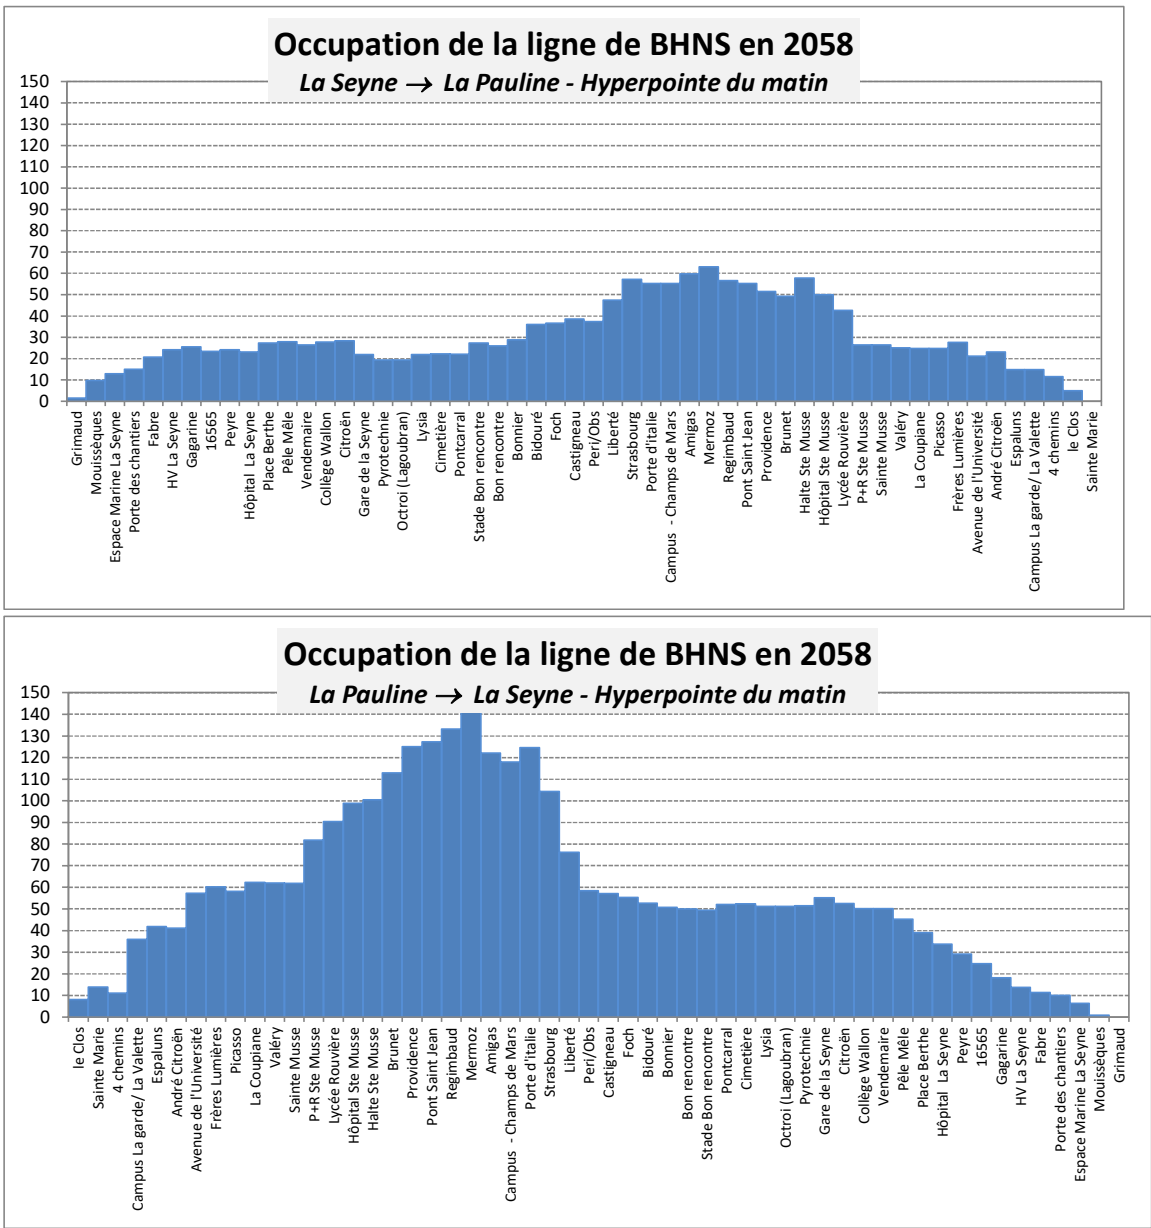 Occupation de la ligne de BHNS en 2058
La Seyne → La Pauline - Hyperpointe du matin
150
140
130
120
110
100
90
80
70
60
50
40
30
20
10
0
Grimaud
Mouissèques
Espace Marine La Seyne
Porte des chantiers
Fabre
HV La Seyne
Gagarine
16565
Peyre
Hôpital La Seyne
Place Berthe
Pêle Mêle
Vendemaire
Collège Wallon
Citroën
Gare de la Seyne
Pyrotechnie
Octroi (Lagoubran)
Lysia
Cimetière
Pontcarral
Stade Bon rencontre
Bon rencontre
Bonnier
Bidouré
Foch
Castigneau
Peri/Obs
Liberté
Strasbourg
Porte d'italie
Campus - Champs de Mars
Amigas
Mermoz
Regimbaud
Pont Saint Jean
Providence
Brunet
Halte Ste Musse
Hôpital Ste Musse
Lycée Rouvière
P+R Ste Musse
Sainte Musse
Valéry
La Coupiane
Picasso
Frères Lumières
Avenue de l'Université
André Citroën
Espaluns
Campus La garde/ La Valette
4 chemins
le Clos
Sainte Marie
Occupation de la ligne de BHNS en 2058
La Pauline → La Seyne - Hyperpointe du matin
150
140
130
120
110
100
90
80
70
60
50
40
30
20
10
0
le Clos
Sainte Marie
4 chemins
Campus La garde/ La Valette
Espaluns
André Citroën
Avenue de l'Université
Frères Lumières
Picasso
La Coupiane
Valéry
Sainte Musse
P+R Ste Musse
Lycée Rouvière
Hôpital Ste Musse
Halte Ste Musse
Brunet
Providence
Pont Saint Jean
Regimbaud
Mermoz
Amigas
Campus - Champs de Mars
Porte d'italie
Strasbourg
Liberté
Peri/Obs
Castigneau
Foch
Bidouré
Bonnier
Bon rencontre
Stade Bon rencontre
Pontcarral
Cimetière
Lysia
Octroi (Lagoubran)
Pyrotechnie
Gare de la Seyne
Citroën
Collège Wallon
Vendemaire
Pêle Mêle
Place Berthe
Hôpital La Seyne
Peyre
16565
Gagarine
HV La Seyne
Fabre
Porte des chantiers
Espace Marine La Seyne
Mouissèques
Grimaud